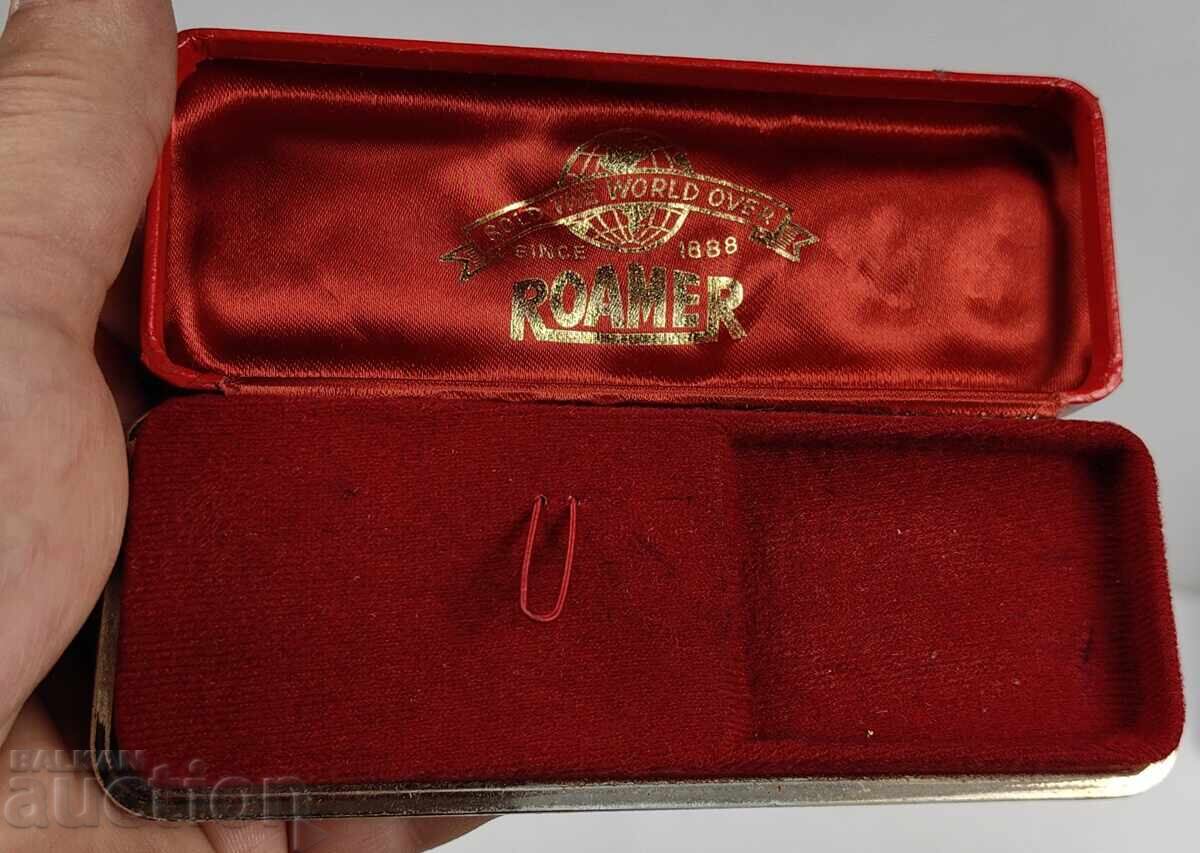 SOLD THE WORLD OVER
SINCE 1888
ROAMER
BALKAN
auction